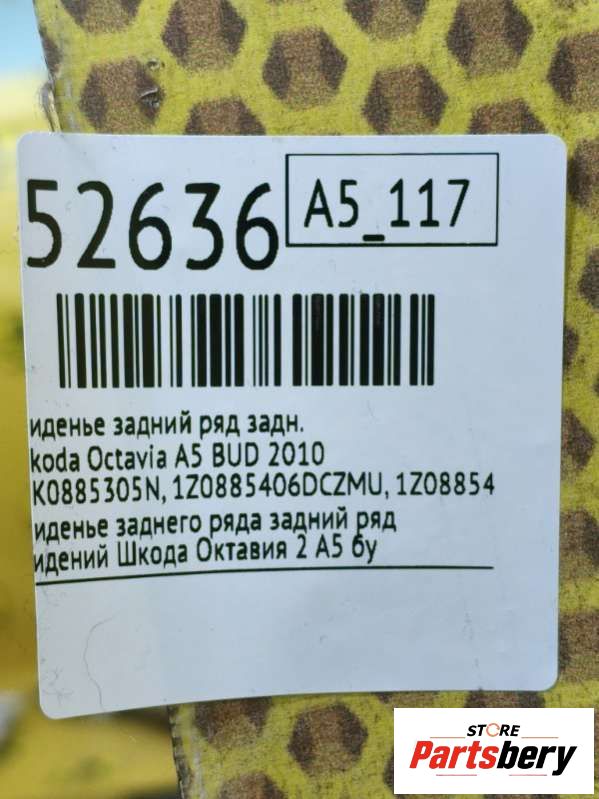 52636
A5_117
иденье задний ряд задн.
koda Octavia A5 BUD 2010
K0885305N, 1Z0885406DCZMU, 1Z08854
иденье заднего ряда задний ряд
идений Шкода Октавия 2 А5 бу
STORE
Partsbery